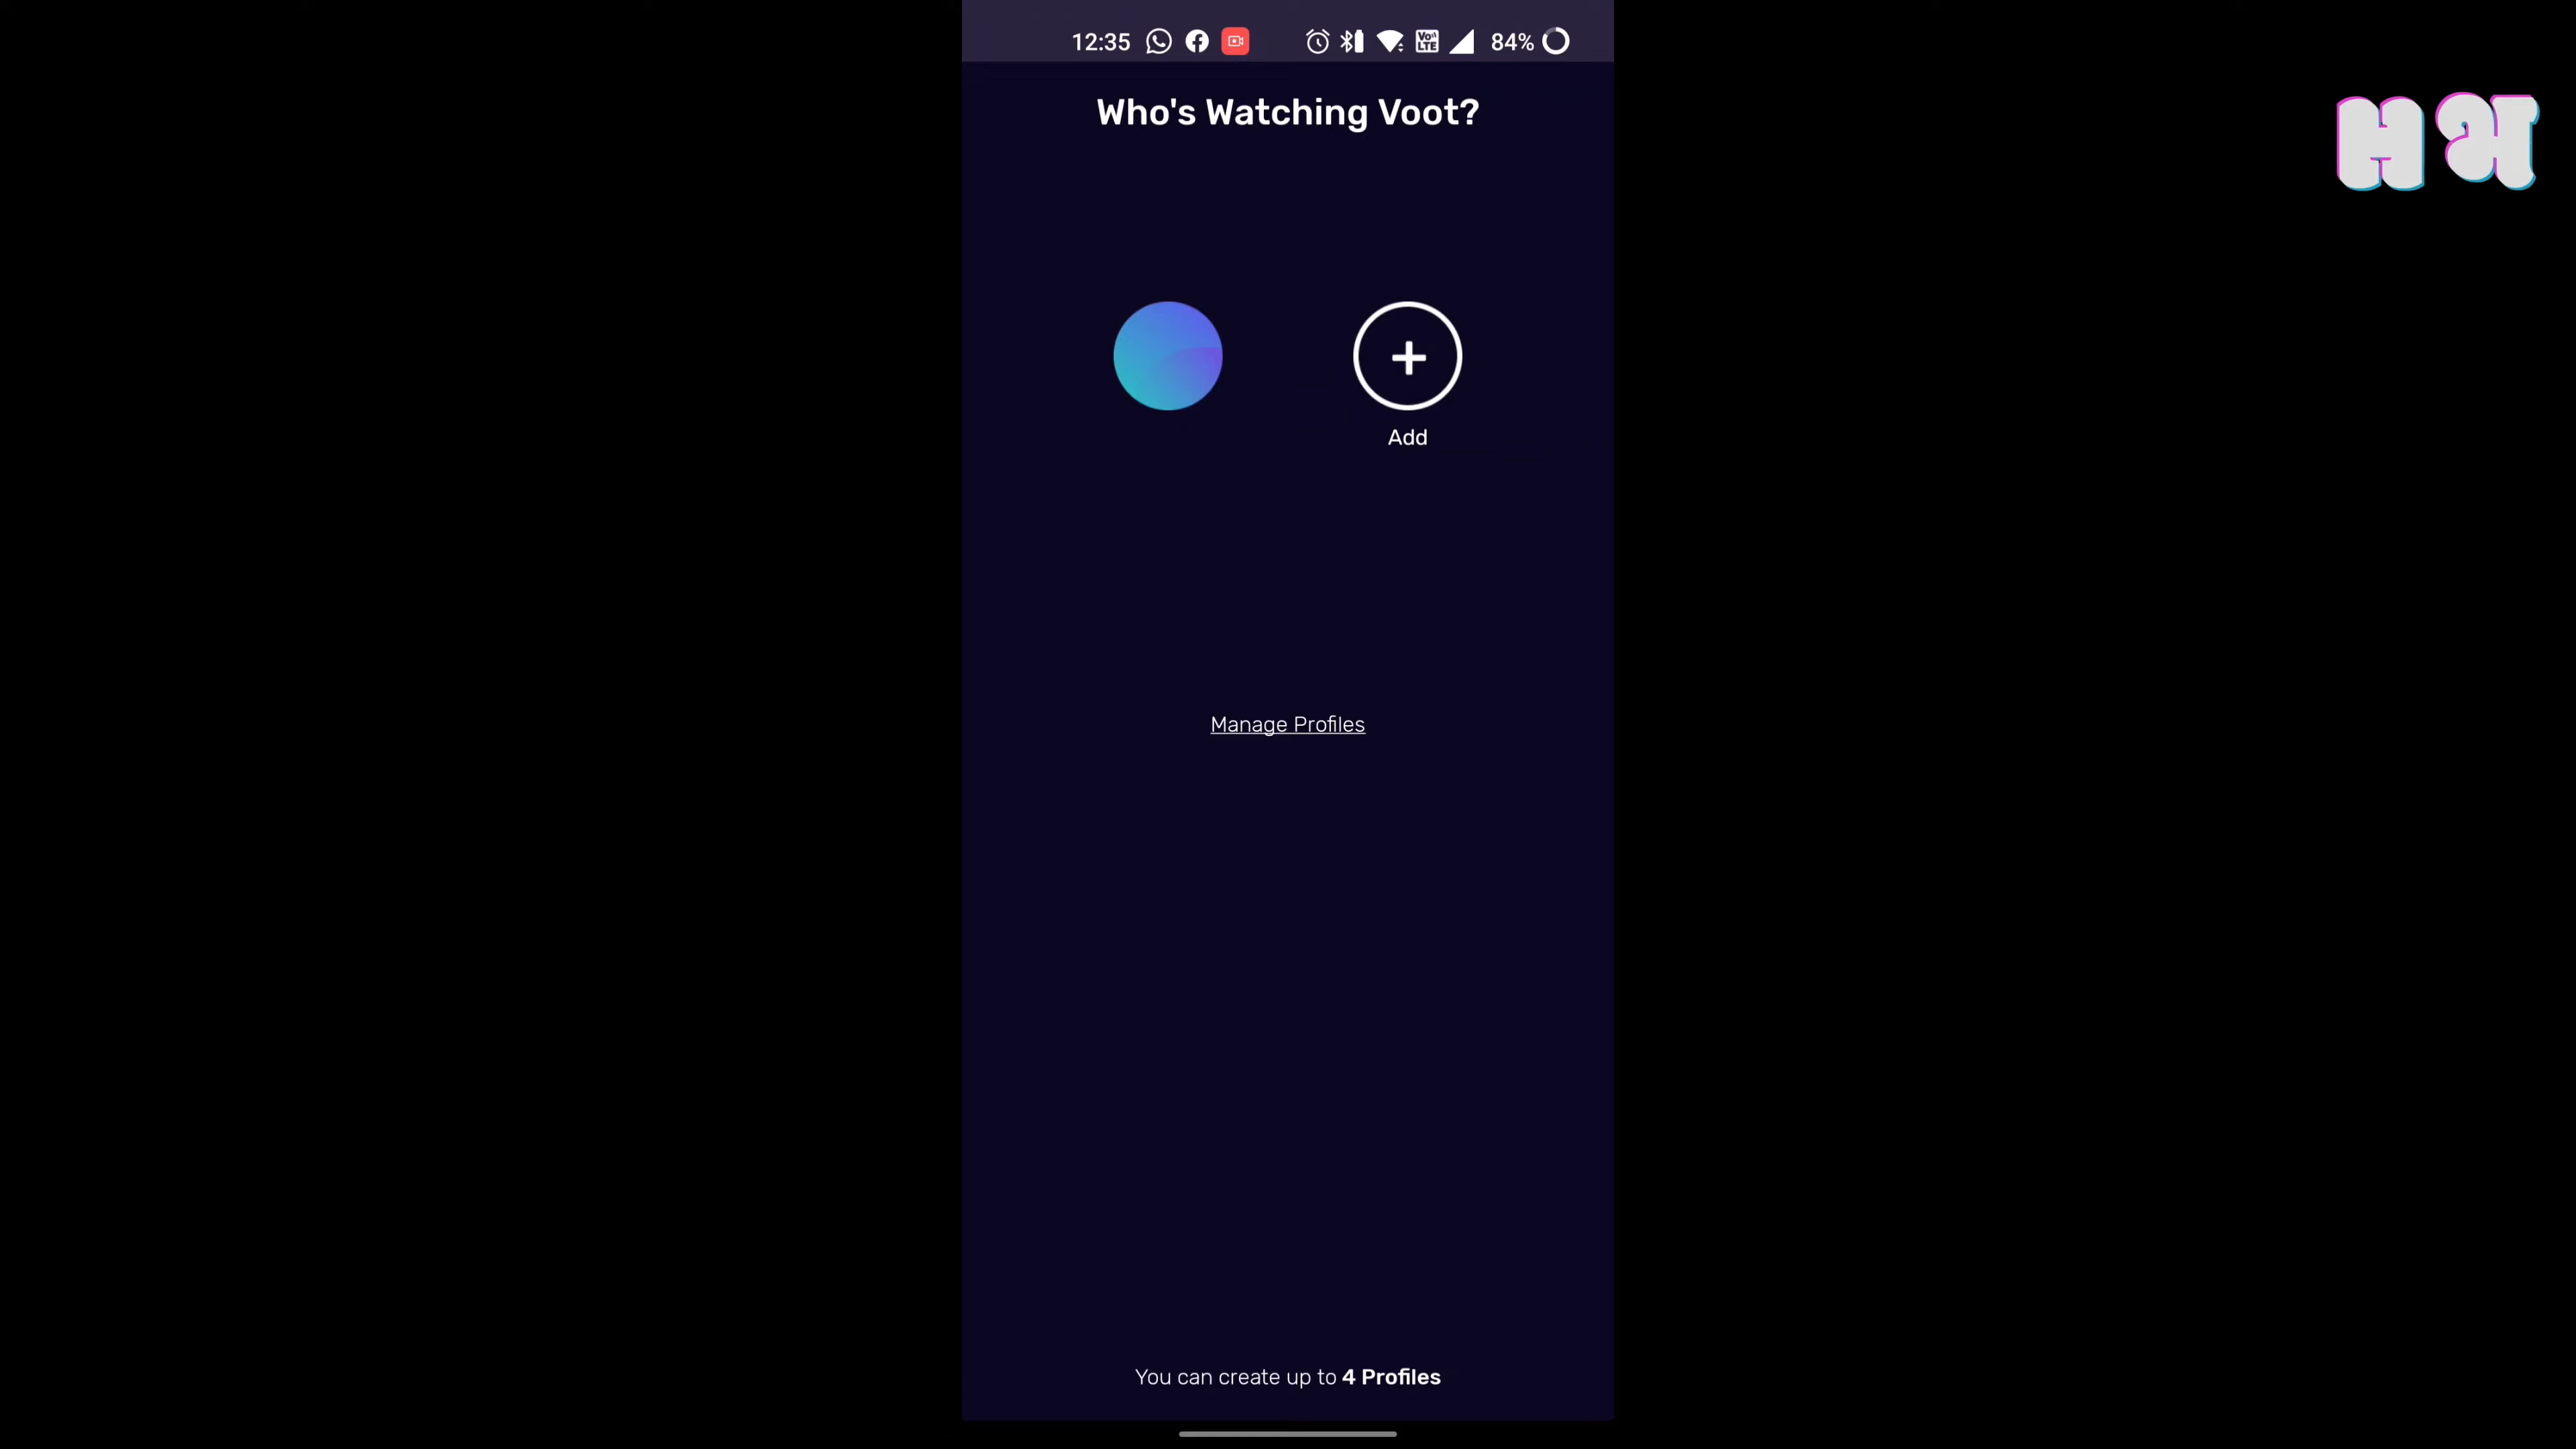 12:35 84%
Who's Watching Voot?
Add
Manage Profiles
You can create up to 4 Profiles